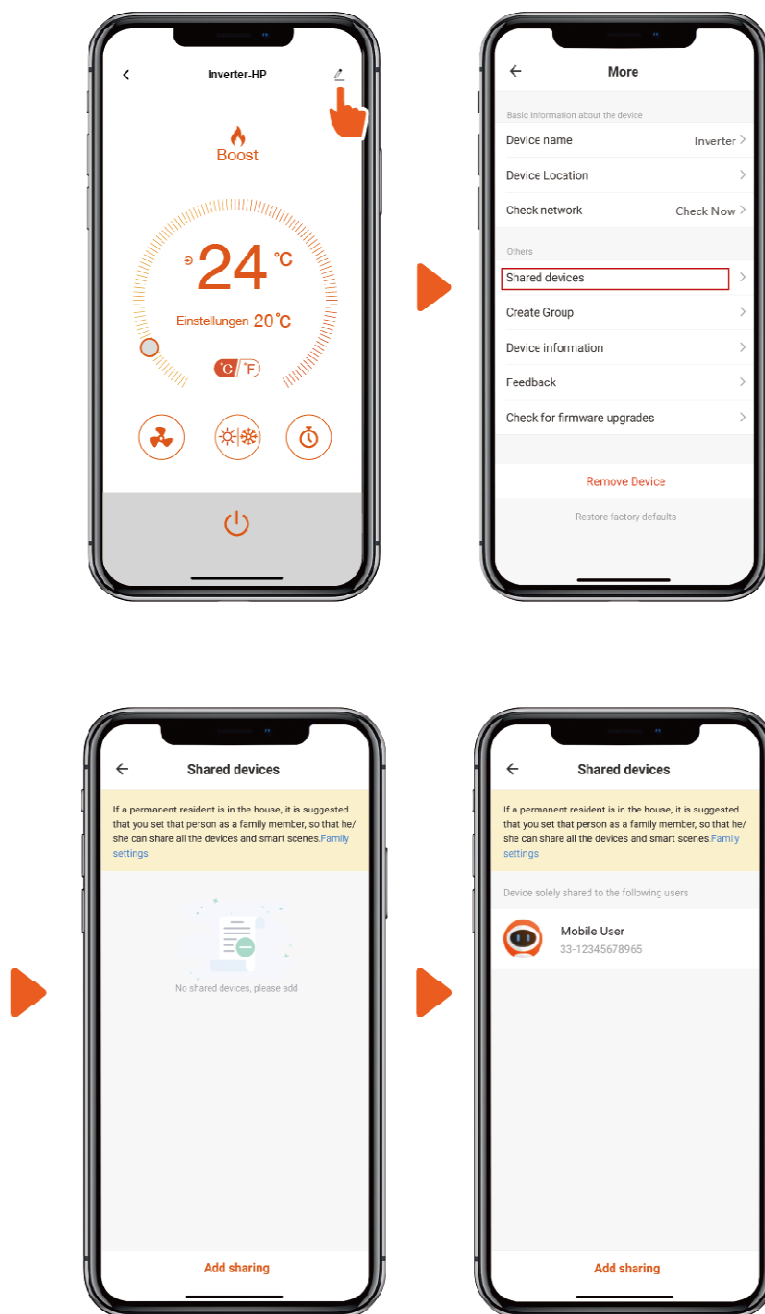 Inverter-HP
Boost
24 °C
Einstellungen 20°C
°C/°F
More
Basic information about the device
Device name Inverter
Device Location
Check network Check Now
Others
Shared devices
Create Group
Device information
Feedback
Check for firmware upgrades
Remove Device
Restore factory defaults
Shared devices
If a permanent resident is in the house, it is suggested
that you set that person as a family member, so that he/
she can share all the devices and smart scenes.Family
settings
No shared devices, please add
Add sharing
Shared devices
If a permanent resident is in the house, it is suggested
that you set that person as a family member, so that he/
she can share all the devices and smart scenes.Family
settings
Device solely shared to the following users
Mobile User
33-12345678965
Add sharing